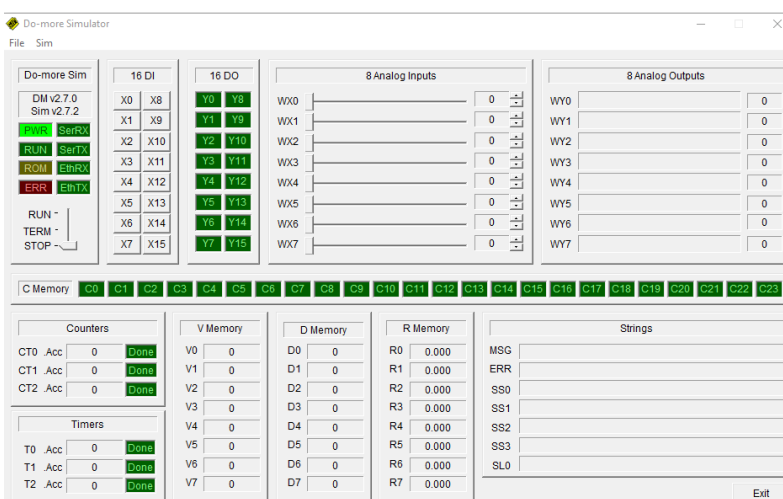 Do-more Simulator
File Sim
Do-more Sim
DM v2.7.0
Sim v2.7.2
PWR SerRX
RUN SerTX
ROM EthRX
ERR EthTX
RUN
TERM
STOP
16 DI
X0 X8
X1 X9
X2 X10
X3 X11
X4 X12
X5 X13
X6 X14
X7 X15
16 DO
Y0 Y8
Y1 Y9
Y2 Y10
Y3 Y11
Y4 Y12
Y5 Y13
Y6 Y14
Y7 Y15
8 Analog Inputs
WX0 0
WX1 0
WX2 0
WX3 0
WX4 0
WX5 0
WX6 0
WX7 0
8 Analog Outputs
WY0 0
WY1 0
WY2 0
WY3 0
WY4 0
WY5 0
WY6 0
WY7 0
C Memory C0 C1 C2 C3 C4 C5 C6 C7 C8 C9 C10 C11 C12 C13 C14 C15 C16 C17 C18 C19 C20 C21 C22 C23
Counters
CT0 .Acc 0 Done
CT1 .Acc 0 Done
CT2 .Acc 0 Done
Timers
T0 .Acc 0 Done
T1 .Acc 0 Done
T2 .Acc 0 Done
V Memory
V0 0
V1 0
V2 0
V3 0
V4 0
V5 0
V6 0
V7 0
D Memory
D0 0
D1 0
D2 0
D3 0
D4 0
D5 0
D6 0
D7 0
R Memory
R0 0.000
R1 0.000
R2 0.000
R3 0.000
R4 0.000
R5 0.000
R6 0.000
R7 0.000
Strings
MSG
ERR
SS0
SS1
SS2
SS3
SL0
Exit